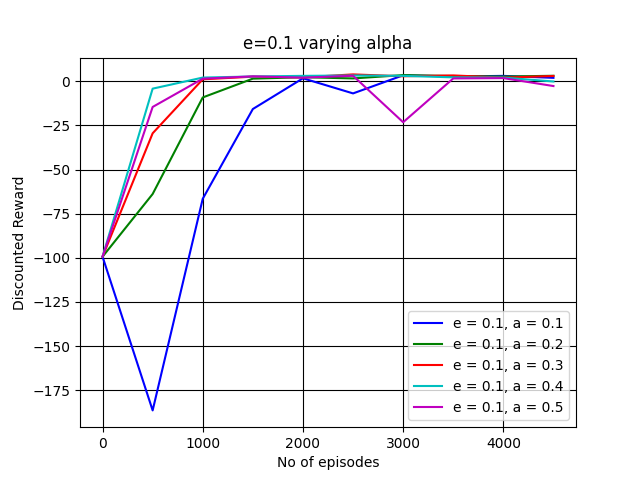 e=0.1 varying alpha
Discounted Reward
0
−25
−50
−75
−100
−125
−150
−175
e = 0.1, a = 0.1
e = 0.1, a = 0.2
e = 0.1, a = 0.3
e = 0.1, a = 0.4
e = 0.1, a = 0.5
0 1000 2000 3000 4000
No of episodes